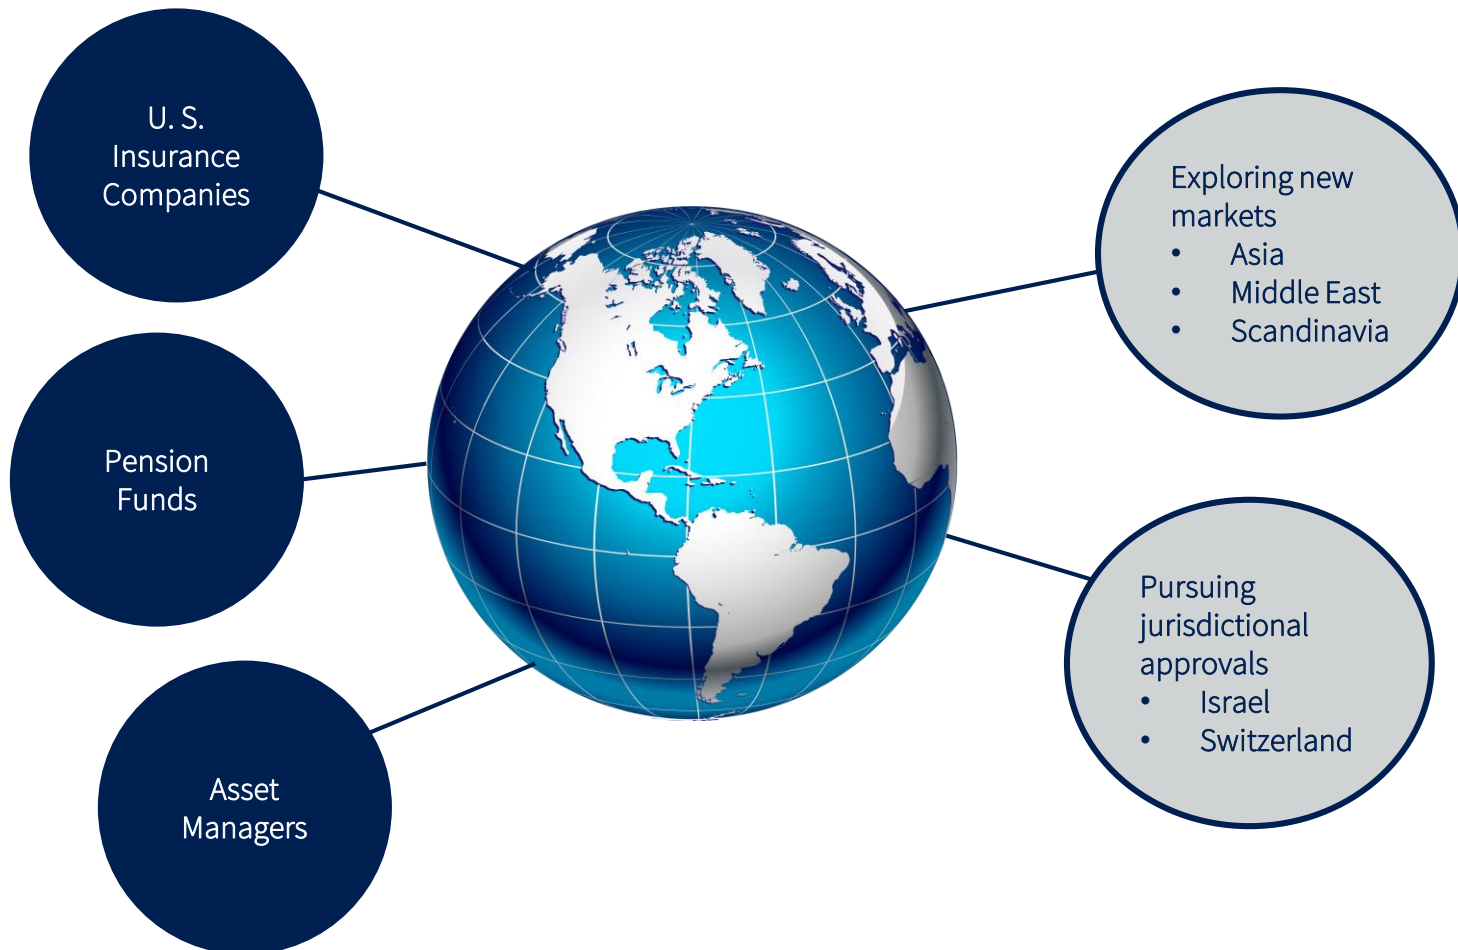 U. S.
Insurance
Companies
Pension
Funds
Asset
Managers
Exploring new
markets
• Asia
• Middle East
• Scandinavia
Pursuing
jurisdictional
approvals
• Israel
• Switzerland